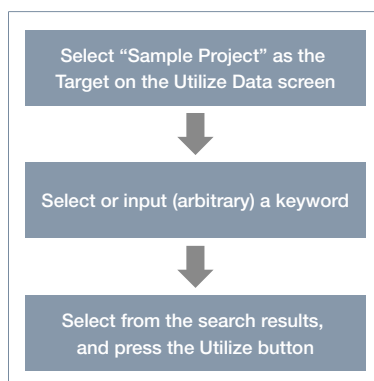 Select “Sample Project” as the
Target on the Utilize Data screen
Select or input (arbitrary) a keyword
Select from the search results,
and press the Utilize button